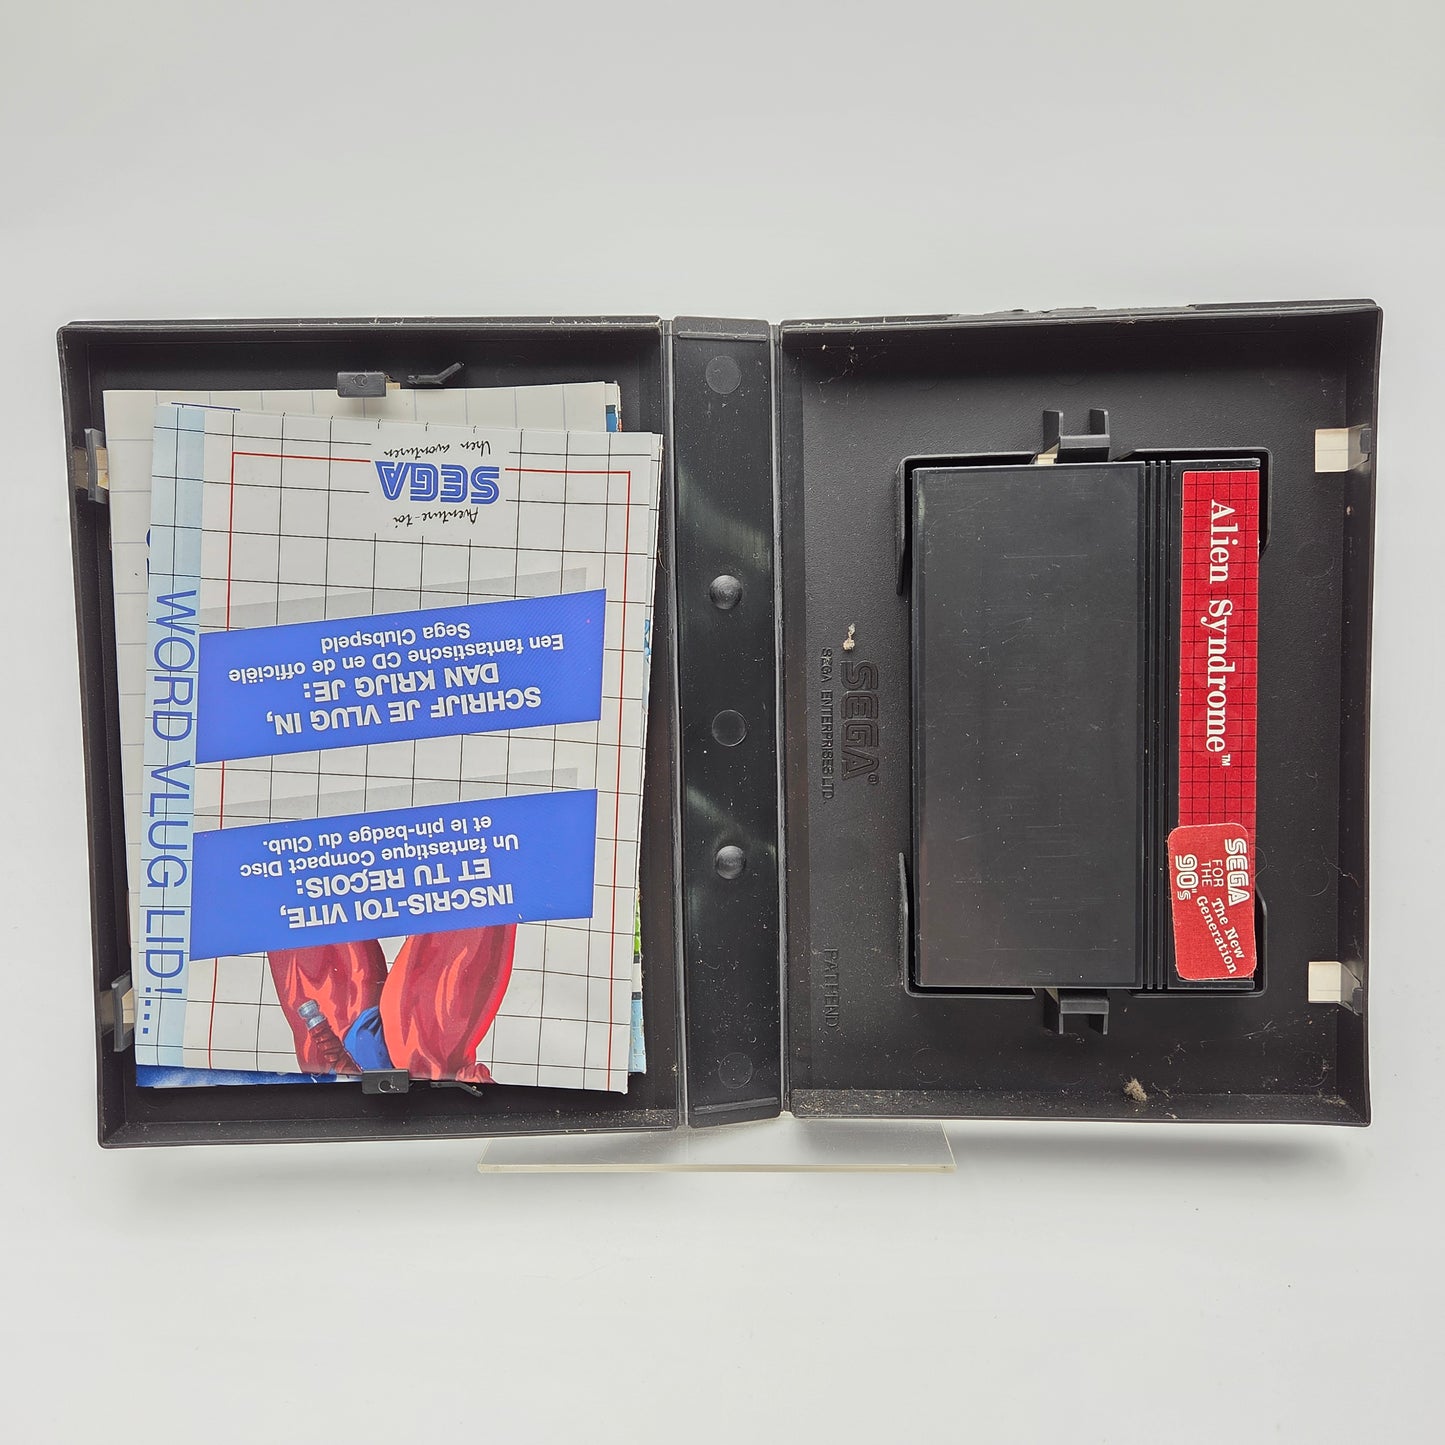 Uren avonturen
SEGA
Aventure-toi
SCHRIJF JE VLUG IN,
DAN KRIJG JE:
Een fantastische CD en de officiële
Sega Clubspeld
INSCRIS-TOI VITE,
ET TU REÇOIS:
Un fantastique Compact Disc
et le pin-badge du Club.
WORD VLUG LID!...
SEGA®
SEGA ENTERPRISES LTD.
PAT.PEND.
Alien Syndrome™
SEGA
FOR
THE
90's
The New
Generation